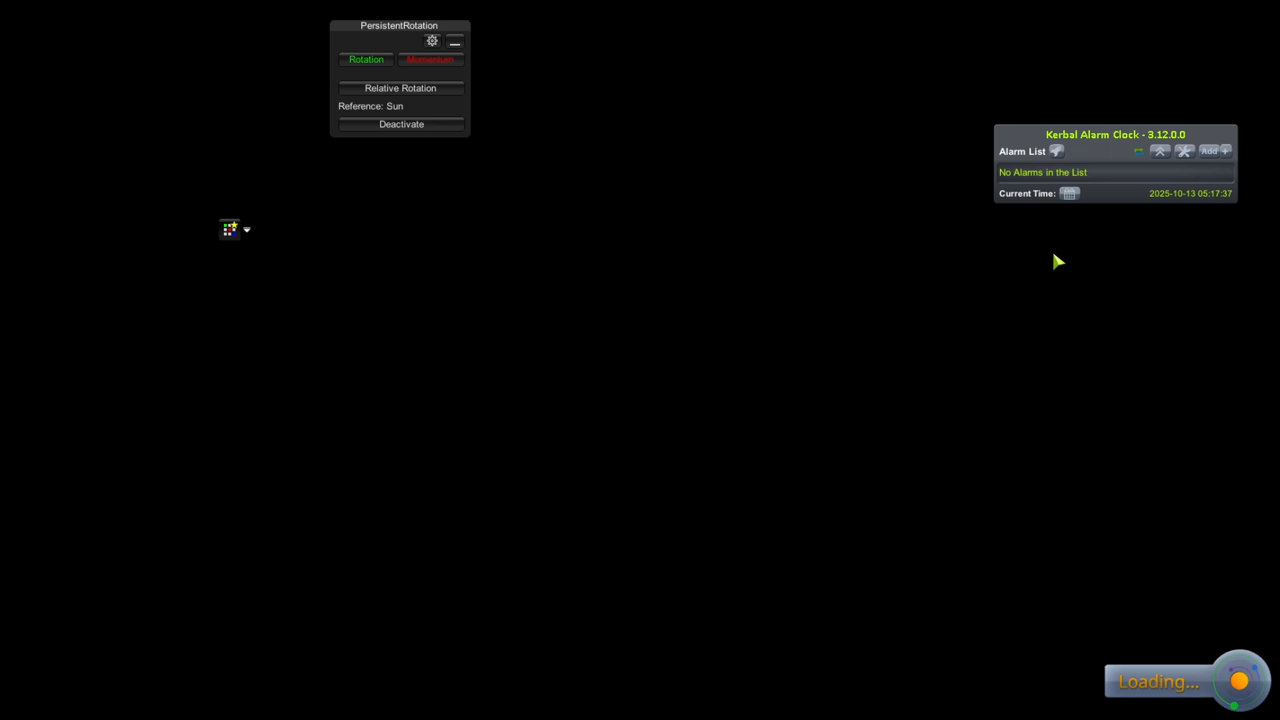 PersistentRotation
Rotation Momentum
Relative Rotation
Reference: Sun
Deactivate
Kerbal Alarm Clock - 3.12.0.0
Alarm List Add +
No Alarms in the List
Current Time: 2025-10-13 05:17:37
Loading...